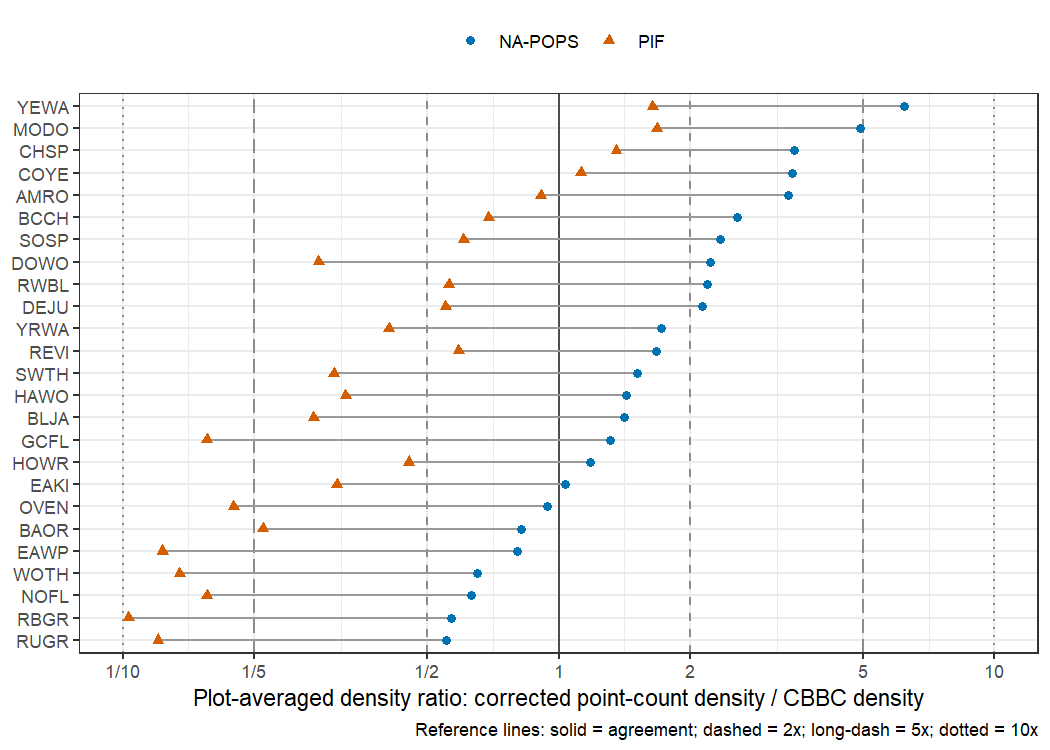 NA-POPS PIF
YEWA
MODO
CHSP
COYE
AMRO
BCCH
SOSP
DOWO
RWBL
DEJU
YRWA
REVI
SWTH
HAWO
BLJA
GCFL
HOWR
EAKI
OVEN
BAOR
EAWP
WOTH
NOFL
RBGR
RUGR
1/10 1/5 1/2 1 2 5 10
Plot-averaged density ratio: corrected point-count density / CBBC density
Reference lines: solid = agreement; dashed = 2x; long-dash = 5x; dotted = 10x